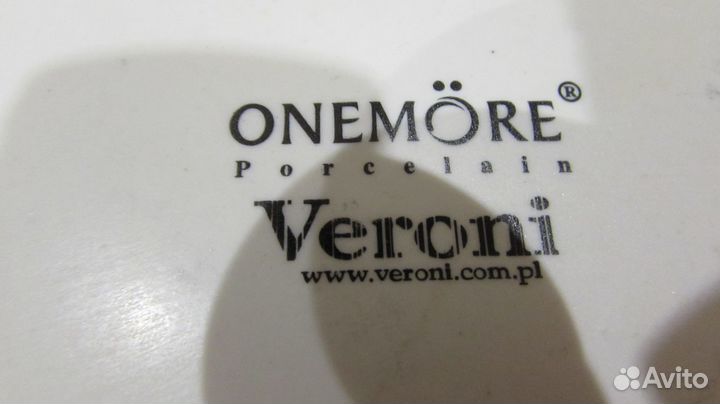 ONEMÖRE®
Porcelain
Veroni
www.veroni.com.pl
Avito